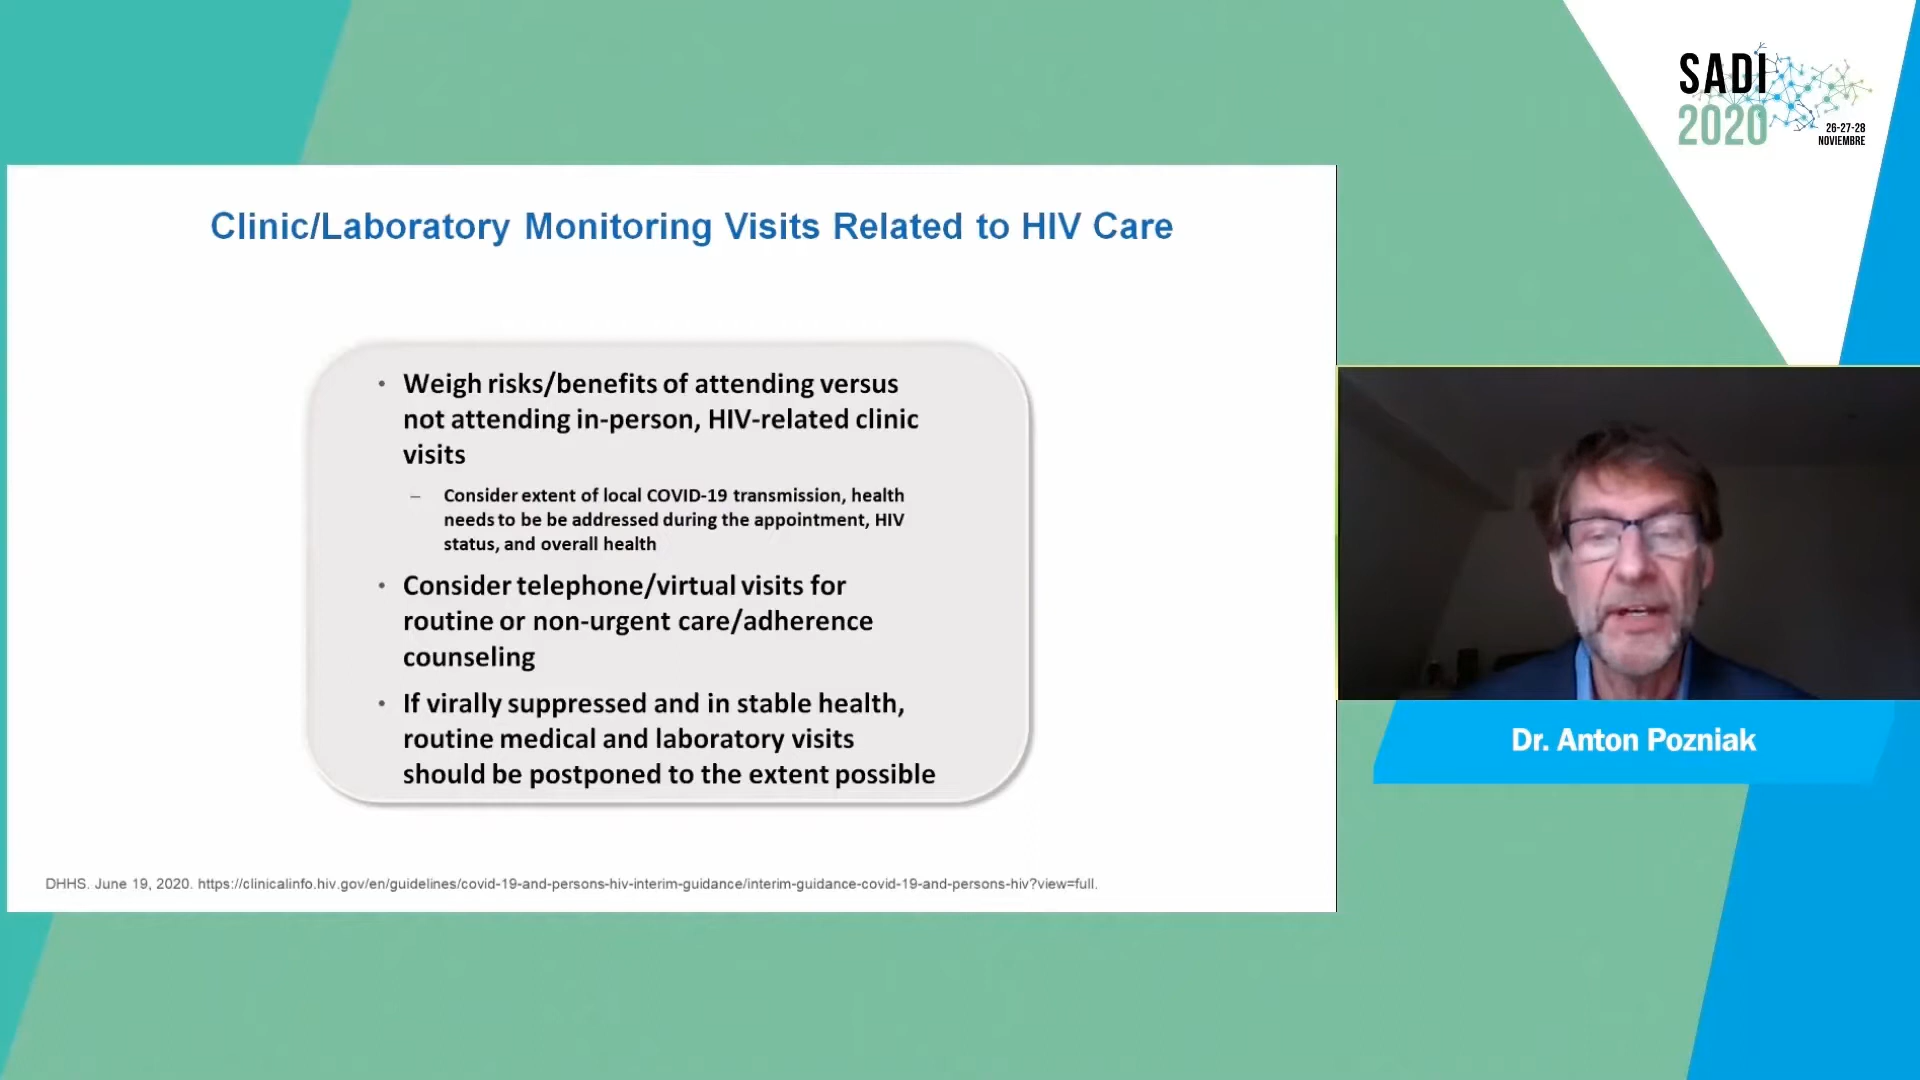 SADI
2020
26-27-28
NOVIEMBRE
Clinic/Laboratory Monitoring Visits Related to HIV Care
• Weigh risks/benefits of attending versus
not attending in-person, HIV-related clinic
visits
– Consider extent of local COVID-19 transmission, health
needs to be be addressed during the appointment, HIV
status, and overall health
• Consider telephone/virtual visits for
routine or non-urgent care/adherence
counseling
• If virally suppressed and in stable health,
routine medical and laboratory visits
should be postponed to the extent possible
DHHS. June 19, 2020. https://clinicalinfo.hiv.gov/en/guidelines/covid-19-and-persons-hiv-interim-guidance/interim-guidance-covid-19-and-persons-hiv?view=full.
Dr. Anton Pozniak